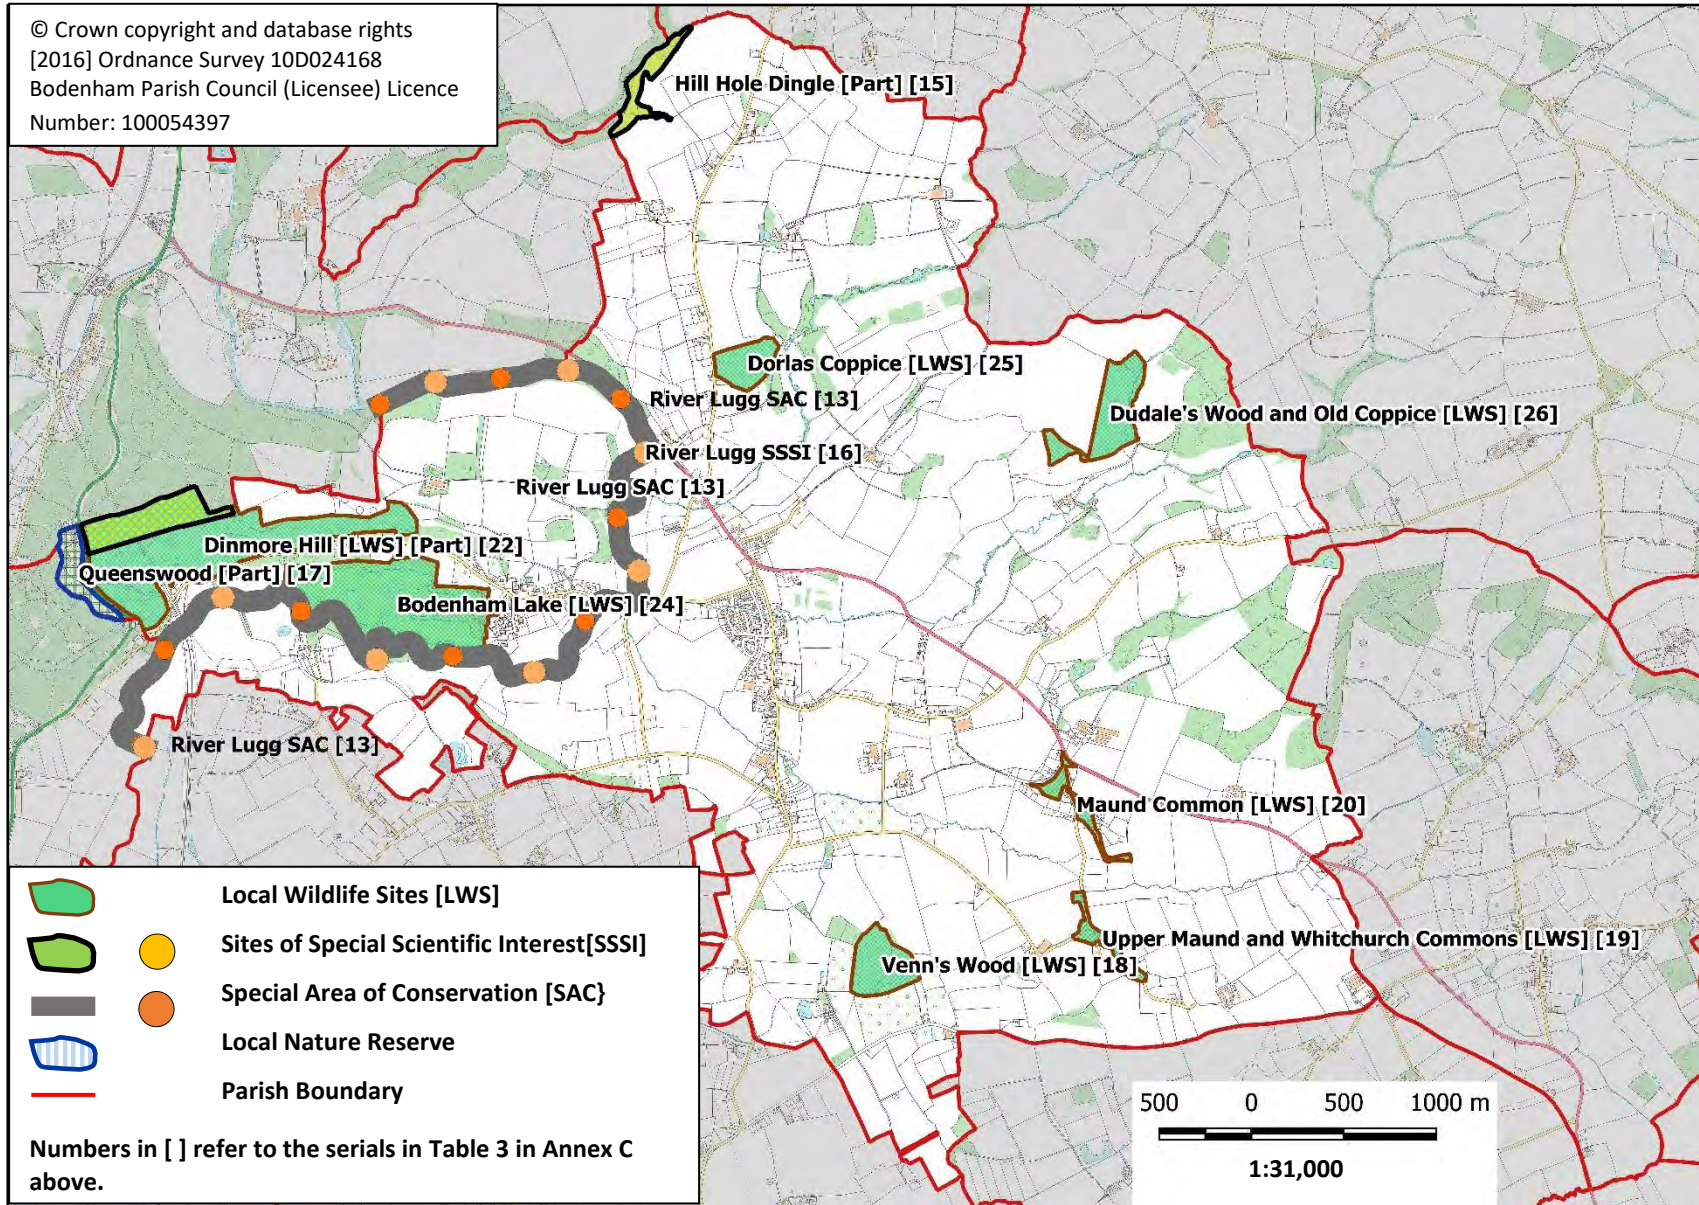 © Crown copyright and database rights
[2016] Ordnance Survey 10D024168
Bodenham Parish Council (Licensee) Licence
Number: 100054397
Hill Hole Dingle [Part] [15]
Dorlas Coppice [LWS] [25]
River Lugg SAC [13]
Dudale's Wood and Old Coppice [LWS] [26]
River Lugg SSSI [16]
River Lugg SAC [13]
Dinmore Hill [LWS] [Part] [22]
Queenswood [Part] [17]
Bodenham Lake [LWS] [24]
River Lugg SAC [13]
Maund Common [LWS] [20]
Upper Maund and Whitchurch Commons [LWS] [19]
Venn's Wood [LWS] [18]
Local Wildlife Sites [LWS]
Sites of Special Scientific Interest[SSSI]
Special Area of Conservation [SAC}
Local Nature Reserve
Parish Boundary
Numbers in [ ] refer to the serials in Table 3 in Annex C
above.
500 0 500 1000 m
1:31,000